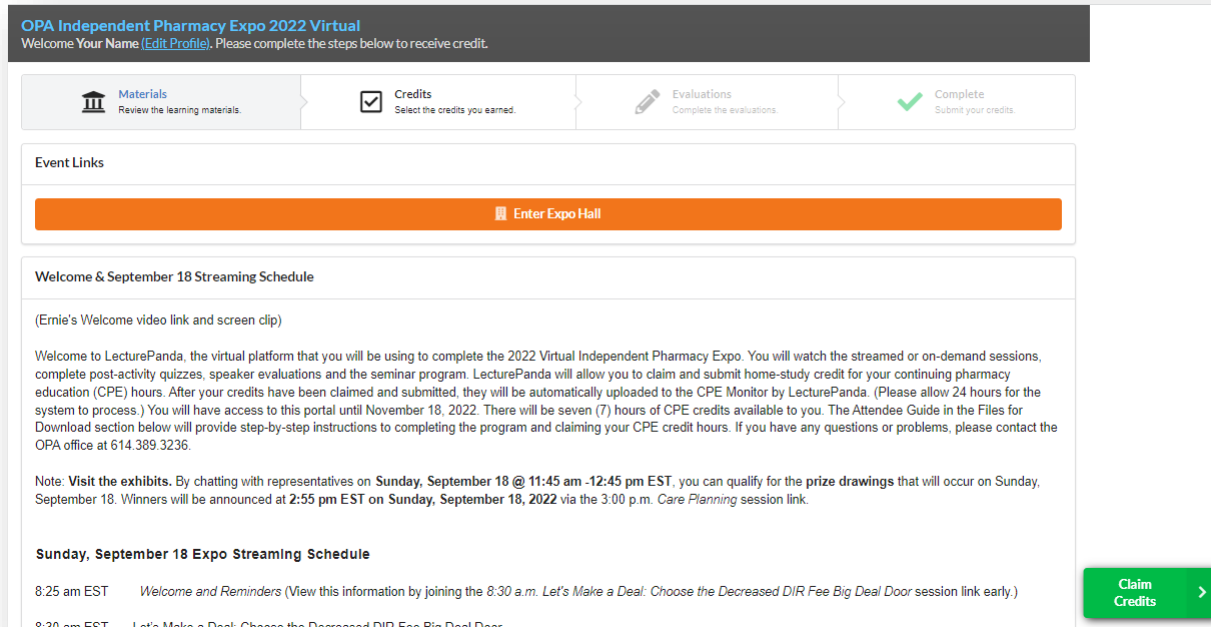 OPA Independent Pharmacy Expo 2022 Virtual
Welcome Your Name (Edit Profile). Please complete the steps below to receive credit.
Materials
Review the learning materials.
Credits
Select the credits you earned.
Evaluations
Complete the evaluations.
Complete
Submit your credits.
Event Links
Enter Expo Hall
Welcome & September 18 Streaming Schedule
(Ernie's Welcome video link and screen clip)
Welcome to LecturePanda, the virtual platform that you will be using to complete the 2022 Virtual Independent Pharmacy Expo. You will watch the streamed or on-demand sessions,
complete post-activity quizzes, speaker evaluations and the seminar program. LecturePanda will allow you to claim and submit home-study credit for your continuing pharmacy
education (CPE) hours. After your credits have been claimed and submitted, they will be automatically uploaded to the CPE Monitor by LecturePanda. (Please allow 24 hours for the
system to process.) You will have access to this portal until November 18, 2022. There will be seven (7) hours of CPE credits available to you. The Attendee Guide in the Files for
Download section below will provide step-by-step instructions to completing the program and claiming your CPE credit hours. If you have any questions or problems, please contact the
OPA office at 614.389.3236.
Note: Visit the exhibits. By chatting with representatives on Sunday, September 18 @ 11:45 am -12:45 pm EST, you can qualify for the prize drawings that will occur on Sunday,
September 18. Winners will be announced at 2:55 pm EST on Sunday, September 18, 2022 via the 3:00 p.m. Care Planning session link.
Sunday, September 18 Expo Streaming Schedule
8:25 am EST Welcome and Reminders (View this information by joining the 8:30 a.m. Let's Make a Deal: Choose the Decreased DIR Fee Big Deal Door session link early.)
8:30 am EST Let's Make a Deal: Choose the Decreased DIR Fee Big Deal Door
Claim
Credits